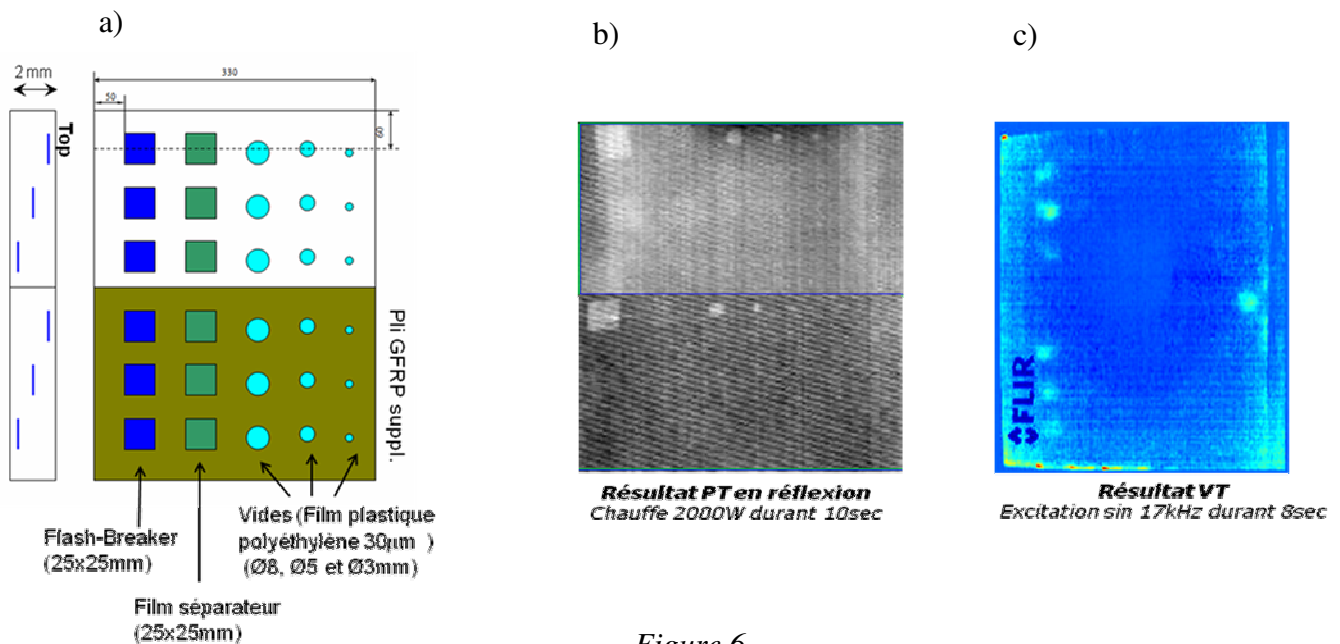 a)
b)
c)
2 mm
330
50
60
Top
Pli GFRP suppl.
Flash-Breaker
(25x25mm)
Vides (Film plastique
polyéthylène 30µm )
(Ø8, Ø5 et Ø3mm)
Film séparateur
(25x25mm)
Résultat PT en réflexion
Chauffe 2000W durant 10sec
FLIR
Résultat VT
Excitation sin 17kHz durant 8sec
Figure 6